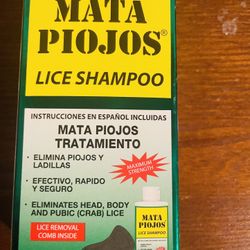 MATA
PIOJOS®
LICE SHAMPOO
INSTRUCCIONES EN ESPAÑOL INCLUIDAS
MATA PIOJOS
TRATAMIENTO
• ELIMINA PIOJOS Y
LADILLAS
• EFECTIVO, RAPIDO
Y SEGURO
• ELIMINATES HEAD, BODY
AND PUBIC (CRAB) LICE
MAXIMUM
STRENGTH
LICE REMOVAL
COMB INSIDE
MATA
PIOJOS
LICE SHAMPOO